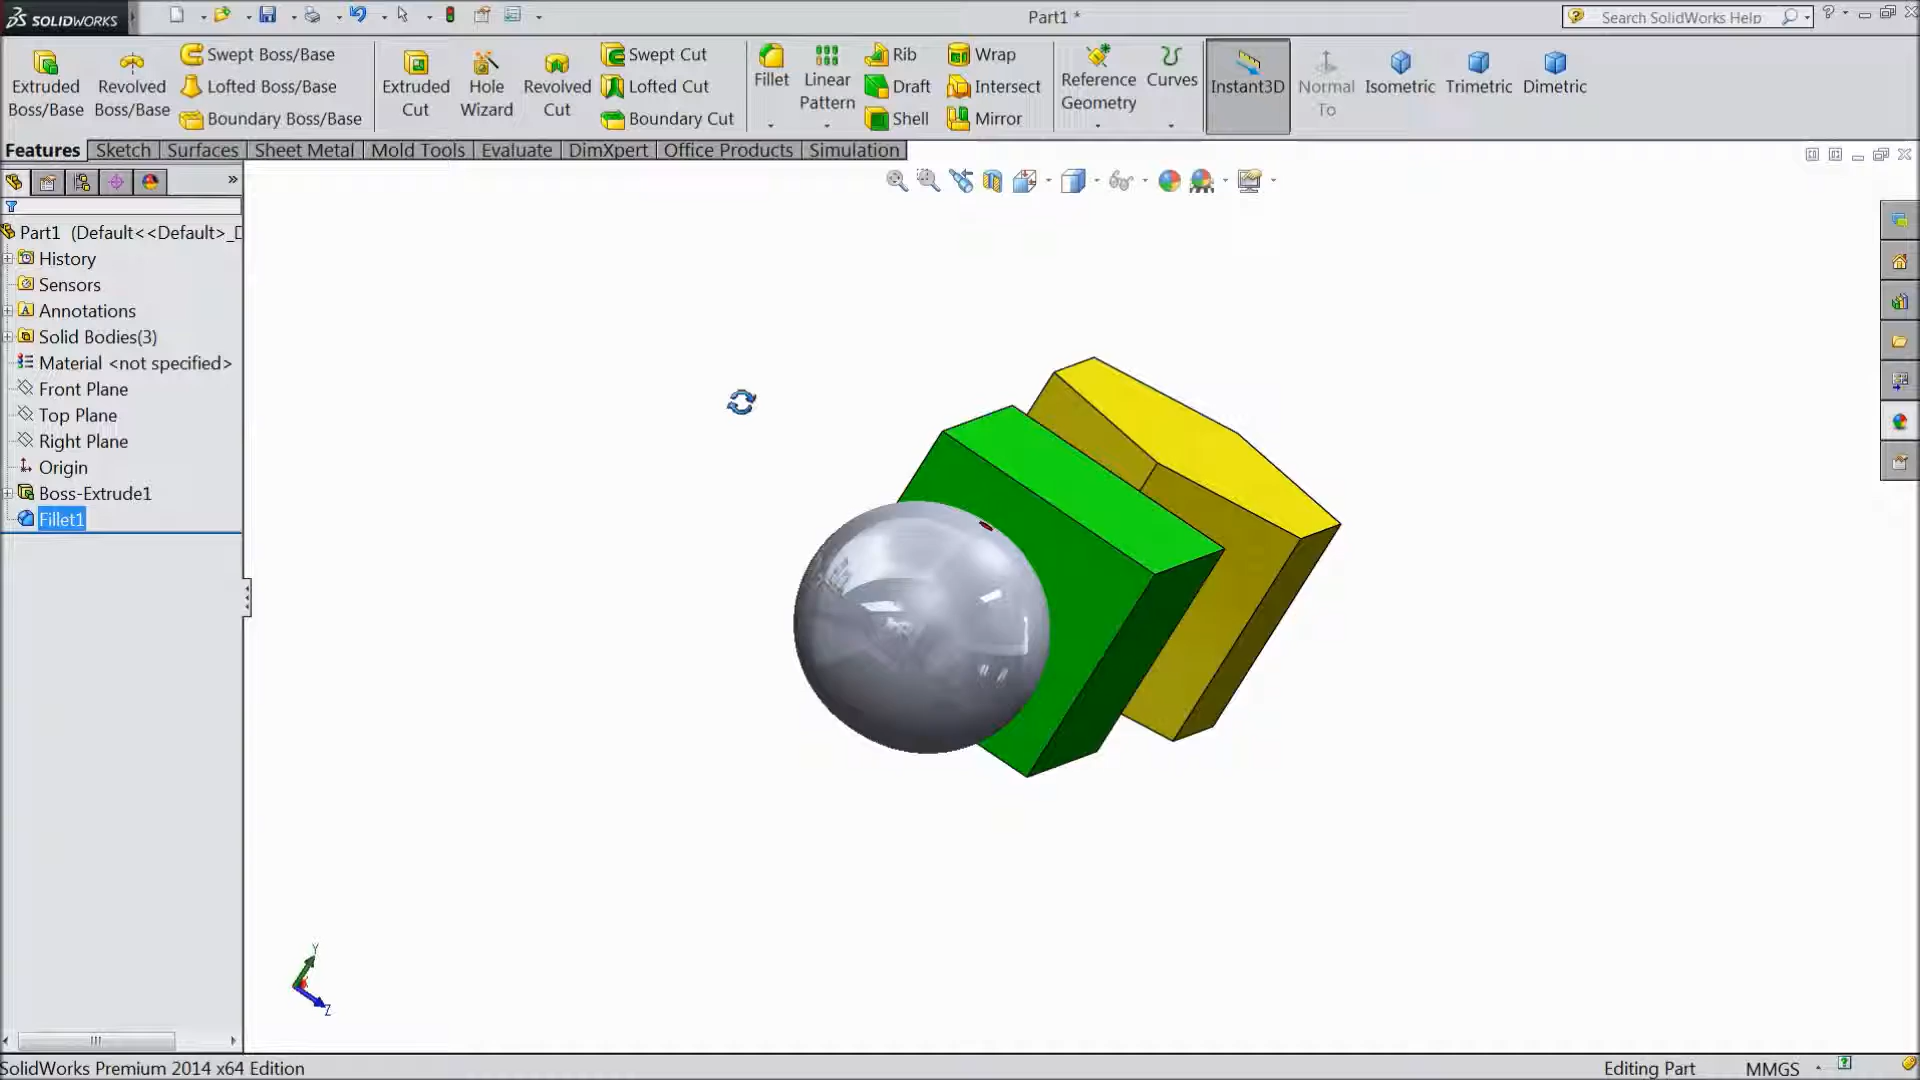 SOLIDWORKS
Part1 *
Search SolidWorks Help
Extruded Boss/Base
Revolved Boss/Base
Swept Boss/Base
Lofted Boss/Base
Boundary Boss/Base
Extruded Cut
Hole Wizard
Revolved Cut
Swept Cut
Lofted Cut
Boundary Cut
Fillet
Linear Pattern
Rib
Draft
Shell
Wrap
Intersect
Mirror
Reference Geometry
Curves
Instant3D
Normal To
Isometric
Trimetric
Dimetric
Features
Sketch
Surfaces
Sheet Metal
Mold Tools
Evaluate
DimXpert
Office Products
Simulation
Part1 (Default<<Default>_D
History
Sensors
Annotations
Solid Bodies(3)
Material <not specified>
Front Plane
Top Plane
Right Plane
Origin
Boss-Extrude1
Fillet1
Y
Z
SolidWorks Premium 2014 x64 Edition
Editing Part
MMGS